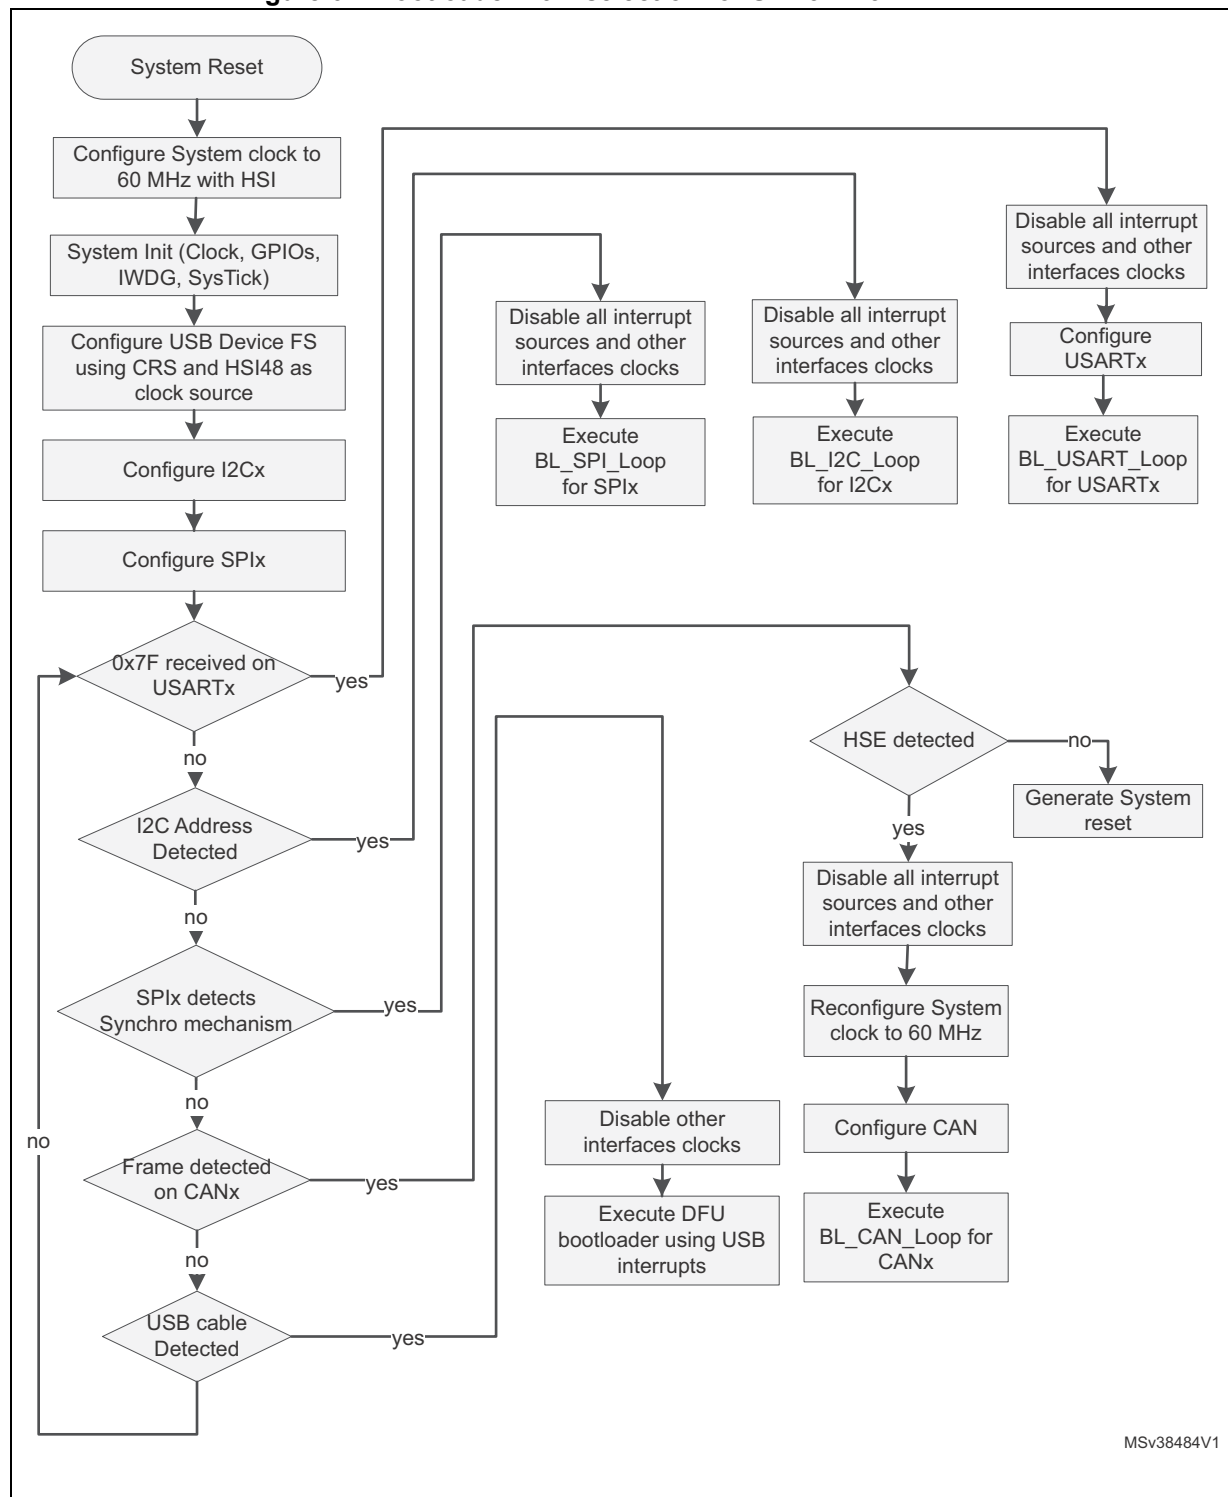 System Reset
Configure System clock to
60 MHz with HSI
System Init (Clock, GPIOs,
IWDG, SysTick)
Configure USB Device FS
using CRS and HSI48 as
clock source
Configure I2Cx
Configure SPIx
0x7F received on
USARTx
yes
no
I2C Address
Detected
yes
no
SPIx detects
Synchro mechanism
yes
no
Frame detected
on CANx
yes
no
USB cable
Detected
yes
no
Disable all interrupt
sources and other
interfaces clocks
Execute
BL_SPI_Loop
for SPIx
Disable all interrupt
sources and other
interfaces clocks
Execute
BL_I2C_Loop
for I2Cx
Disable all interrupt
sources and other
interfaces clocks
Configure
USARTx
Execute
BL_USART_Loop
for USARTx
HSE detected
no
Generate System
reset
yes
Disable all interrupt
sources and other
interfaces clocks
Reconfigure System
clock to 60 MHz
Configure CAN
Execute
BL_CAN_Loop for
CANx
Disable other
interfaces clocks
Execute DFU
bootloader using USB
interrupts
MSv38484V1